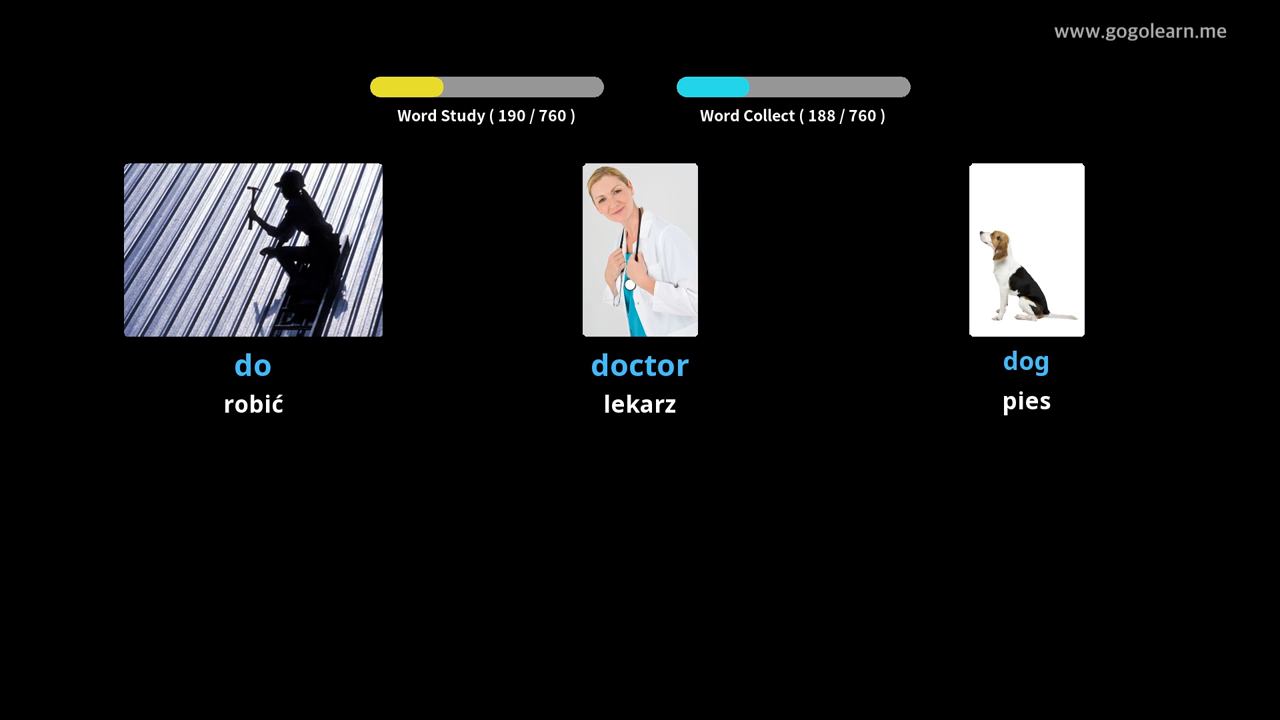 www.gogolearn.me
Word Study ( 190 / 760 )
Word Collect ( 188 / 760 )
do
doctor
dog
robić
lekarz
pies